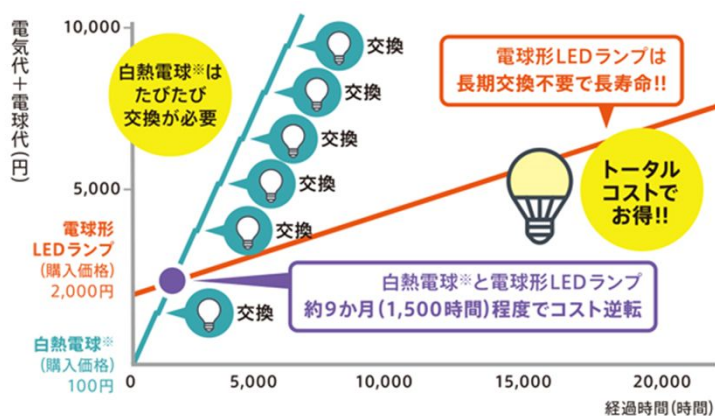 電気代＋電球代(円)
10,000
5,000
白熱電球※は
たびたび
交換が必要
交換
交換
交換
交換
交換
交換
電球形LEDランプは
長期交換不要で長寿命!!
トータル
コストで
お得!!
電球形
LEDランプ
(購入価格)
2,000円
白熱電球※と電球形LEDランプ
約9か月(1,500時間)程度でコスト逆転
白熱電球※
(購入価格)
100円
0
5,000
10,000
15,000
20,000
経過時間(時間)